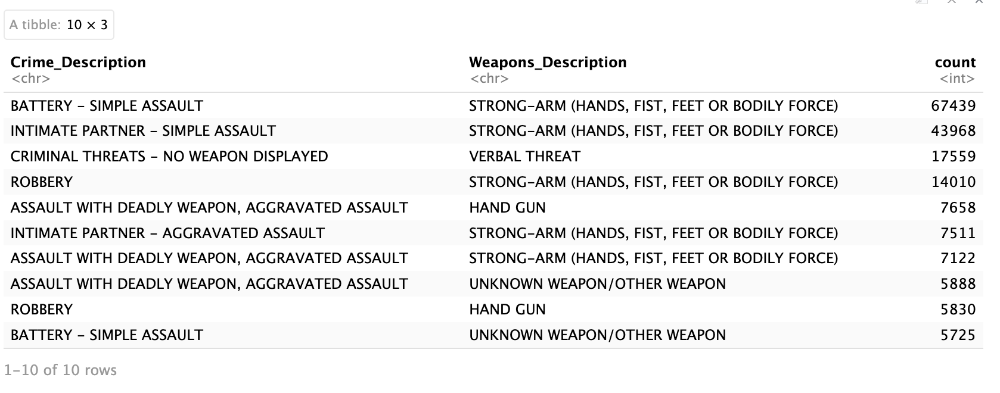 A tibble: 10 × 3
Crime_Description Weapons_Description count
<chr> <chr> <int>
BATTERY – SIMPLE ASSAULT STRONG–ARM (HANDS, FIST, FEET OR BODILY FORCE) 67439
INTIMATE PARTNER – SIMPLE ASSAULT STRONG–ARM (HANDS, FIST, FEET OR BODILY FORCE) 43968
CRIMINAL THREATS – NO WEAPON DISPLAYED VERBAL THREAT 17559
ROBBERY STRONG–ARM (HANDS, FIST, FEET OR BODILY FORCE) 14010
ASSAULT WITH DEADLY WEAPON, AGGRAVATED ASSAULT HAND GUN 7658
INTIMATE PARTNER – AGGRAVATED ASSAULT STRONG–ARM (HANDS, FIST, FEET OR BODILY FORCE) 7511
ASSAULT WITH DEADLY WEAPON, AGGRAVATED ASSAULT STRONG–ARM (HANDS, FIST, FEET OR BODILY FORCE) 7122
ASSAULT WITH DEADLY WEAPON, AGGRAVATED ASSAULT UNKNOWN WEAPON/OTHER WEAPON 5888
ROBBERY HAND GUN 5830
BATTERY – SIMPLE ASSAULT UNKNOWN WEAPON/OTHER WEAPON 5725
1–10 of 10 rows